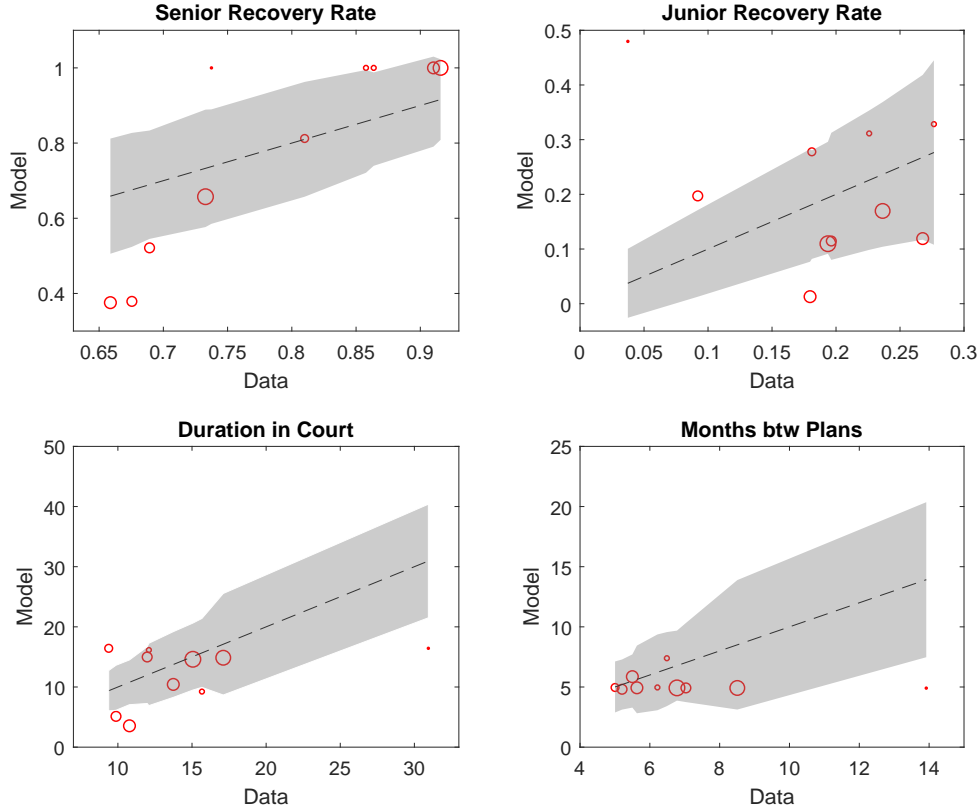 Senior Recovery Rate
1
0.8
0.6
0.4
Model
0.65 0.7 0.75 0.8 0.85 0.9
Data
Junior Recovery Rate
0.5
0.4
0.3
0.2
0.1
0
Model
0 0.05 0.1 0.15 0.2 0.25 0.3
Data
Duration in Court
50
40
30
20
10
0
Model
10 15 20 25 30
Data
Months btw Plans
25
20
15
10
5
0
Model
4 6 8 10 12 14
Data